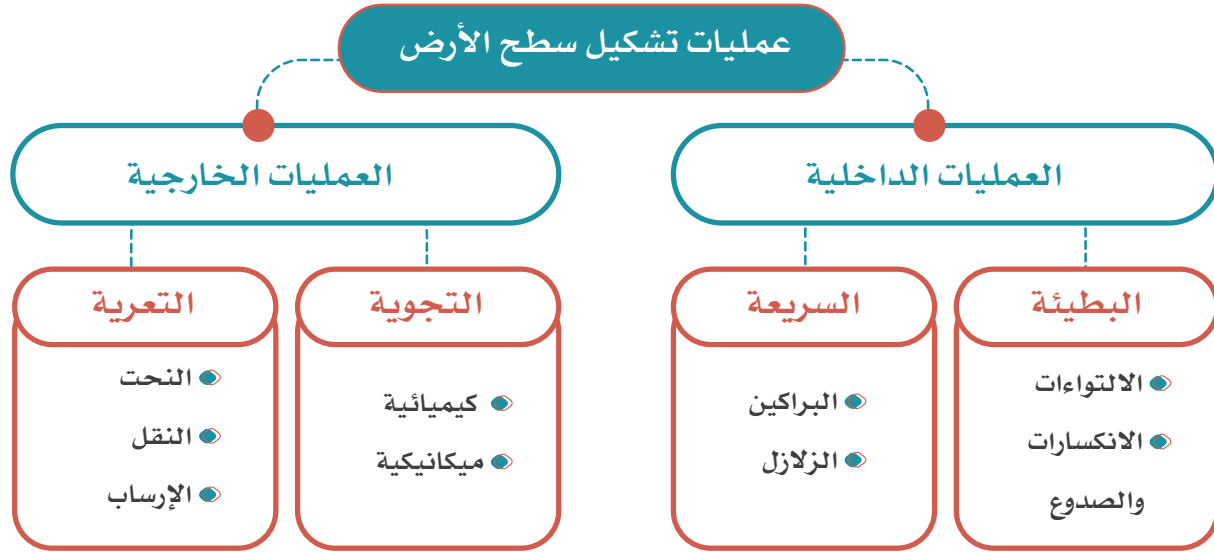 عمليات تشكيل سطح الأرض
العمليات الداخلية
البطيئة
الالتواءات
الانكسارات
والصدوع
السريعة
البراكين
الزلازل
العمليات الخارجية
التجوية
كيميائية
ميكانيكية
التعرية
النحت
النقل
الإرساب